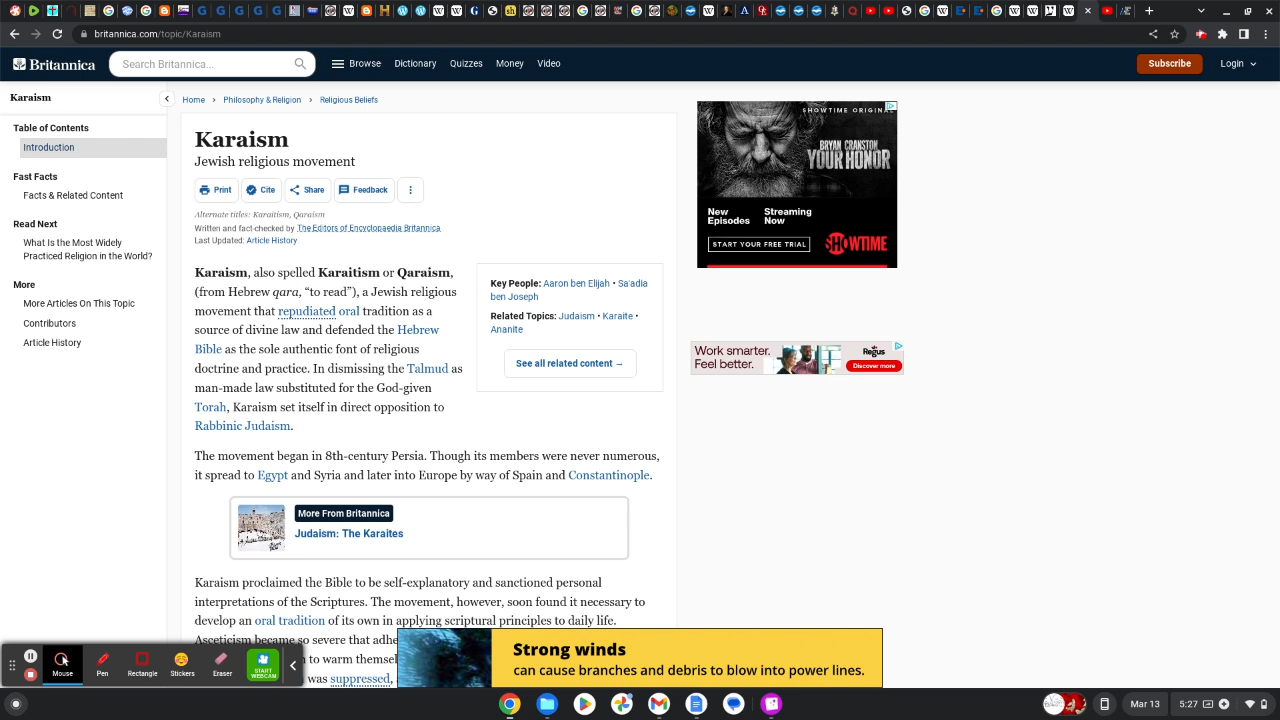 britannica.com/topic/Karaism
Britannica
Search Britannica...
Browse
Dictionary
Quizzes
Money
Video
Subscribe
Login
Karaism
Table of Contents
Introduction
Fast Facts
Facts & Related Content
Read Next
What Is the Most Widely
Practiced Religion in the World?
More
More Articles On This Topic
Contributors
Article History
Home
Philosophy & Religion
Religious Beliefs
Karaism
Jewish religious movement
Print
Cite
Share
Feedback
Alternate titles: Karaitism, Qaraism
Written and fact-checked by The Editors of Encyclopaedia Britannica
Last Updated: Article History
Karaism, also spelled Karaitism or Qaraism,
(from Hebrew qara, “to read”), a Jewish religious
movement that repudiated oral tradition as a
source of divine law and defended the Hebrew
Bible as the sole authentic font of religious
doctrine and practice. In dismissing the Talmud as
man-made law substituted for the God-given
Torah, Karaism set itself in direct opposition to
Rabbinic Judaism.
Key People: Aaron ben Elijah • Sa'adia
ben Joseph
Related Topics: Judaism • Karaite •
Ananite
See all related content →
The movement began in 8th-century Persia. Though its members were never numerous,
it spread to Egypt and Syria and later into Europe by way of Spain and Constantinople.
More From Britannica
Judaism: The Karaites
Karaism proclaimed the Bible to be self-explanatory and sanctioned personal
interpretations of the Scriptures. The movement, however, soon found it necessary to
develop an oral tradition of its own in applying scriptural principles to daily life.
Asceticism became so severe that adhe
n to warm themsel
was suppressed,
SHOWTIME ORIGINAL
BRYAN CRANSTON
YOUR HONOR
New
Episodes
Streaming
Now
START YOUR FREE TRIAL
SHOWTIME
Work smarter.
Feel better.
Regus
Discover more
Strong winds
can cause branches and debris to blow into power lines.
Mouse
Pen
Rectangle
Stickers
Eraser
START
WEBCAM
Mar 13
5:27